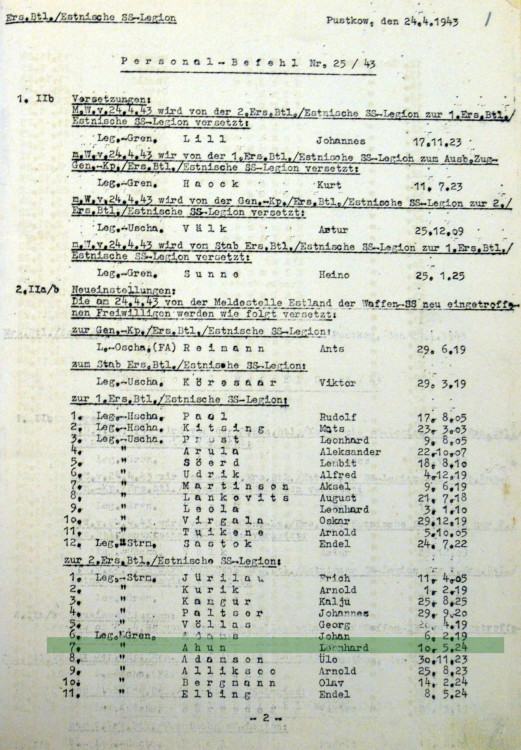 Ers.Btl./Estnische SS-Legion
Pustkow, den 24.4.1943
1
Personal-Befehl Nr. 25 / 43
1. IIb Versetzungen:
M.W.v.24.4.43 wird von der 2.Ers.Btl./Estnische SS-Legion zur 1.Ers.Btl./
Estnische SS-Legion versetzt:
Leg.-Gren. Lill Johannes 17.11.23
m.W.v.24.4.43 wir von der 1.Ers.Btl./Estnische SS-Legioh zum Ausb.Zug-
Gen.-Kp./Ers.Btl./Estnische SS-Legion versetzt:
Leg.-Gren. Haock Kurt 11. 7.23
m.W.v.24.4.43 wird von der Gen.-Kp./Ers.Btl./Estnische SS-Legion zur 2./
Ers.Btl./Estnische SS-Legion versetzt:
Leg.-Uscha. Välk Artur 25.12.09
m.W.v.24.4.43 wird vom Stab Ers.Btl./Estnische SS-Legion zur 1.Ers.Btl./
Estnische SS-Legion versetzt:
Leg.-Gren. Sunne Heino 25. 1.25
2.IIa/b Neueinstellungen:
Die am 24.4.43 von der Meldestelle Estland der Waffen-SS neu eingetroffe-
nen Freiwilligen werden wie folgt versetzt:
zur Gen.-Kp./Ers.Btl./Estnische SS-Legion:
L.-Oscha.(FA) Reimann Ants 29. 6.19
zum Stab Ers.Btl./Estnische SS-Legion:
Leg.-Uscha. Köresaar Viktor 29. 3.19
zur 1.Ers.Btl./Estnische SS-Legion:
1. Leg.-Hscha. Paul Rudolf 17. 8.05
2. Leg.-Hscha. Kitsing Mats 23. 3.03
3. Leg.-Uscha. Prost Leonhard 9. 8.05
4. " Arula Aleksander 22.10.07
5. " Söerd Lembit 18. 8.10
6. " Udrik Alfred 4.12.19
7. " Martinson Aksel 9. 6.19
8. " Lankovits August 21. 7.18
9. " Leola Leonhard 3. 1.10
10. " Virgala Oskar 29.12.19
11. " Tuikene Arnold 5.10.05
12. Leg.-Strm. Sastok Endel 24. 7.22
zur 2.Ers.Btl./Estnische SS-Legion:
1. Leg.-Strm. Jürilau Erich 11. 4.05
2. " Kurik Arnold 1. 2.19
3. " Kangur Kalju 25. 8.25
4. " Paltser Johannes 29. 9.20
5. " Völlas Georg 4.19
6. Leg.-Gren. Johan 6. 2.19
7. " Ahun Leonhard 10. 5.24
8. " Adamson Ülo 30.11.23
9. " Alliksoo Arnold 25. 8.23
10. " Bergmann Olav 14. 2.24
11. " Elbing Endel 8. 5.24
- 2 -